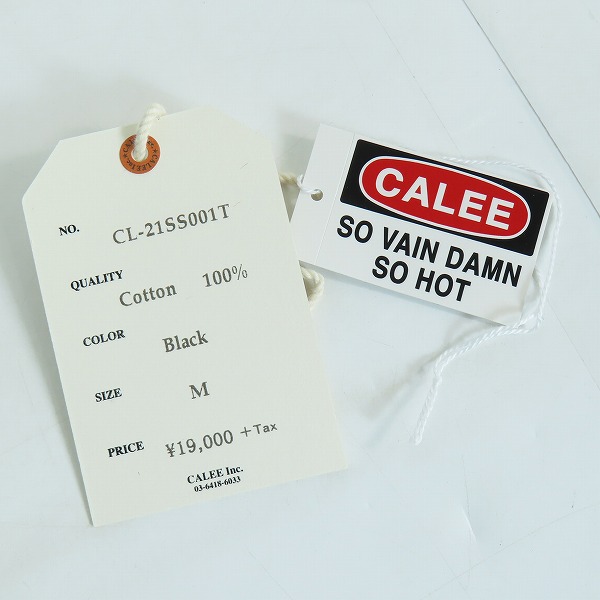 NO. CL-21SS001T
QUALITY Cotton 100%
COLOR Black
SIZE M
PRICE ¥19,000 +Tax
CALEE Inc.
03-6418-6033
CALEE
SO VAIN DAMN
SO HOT